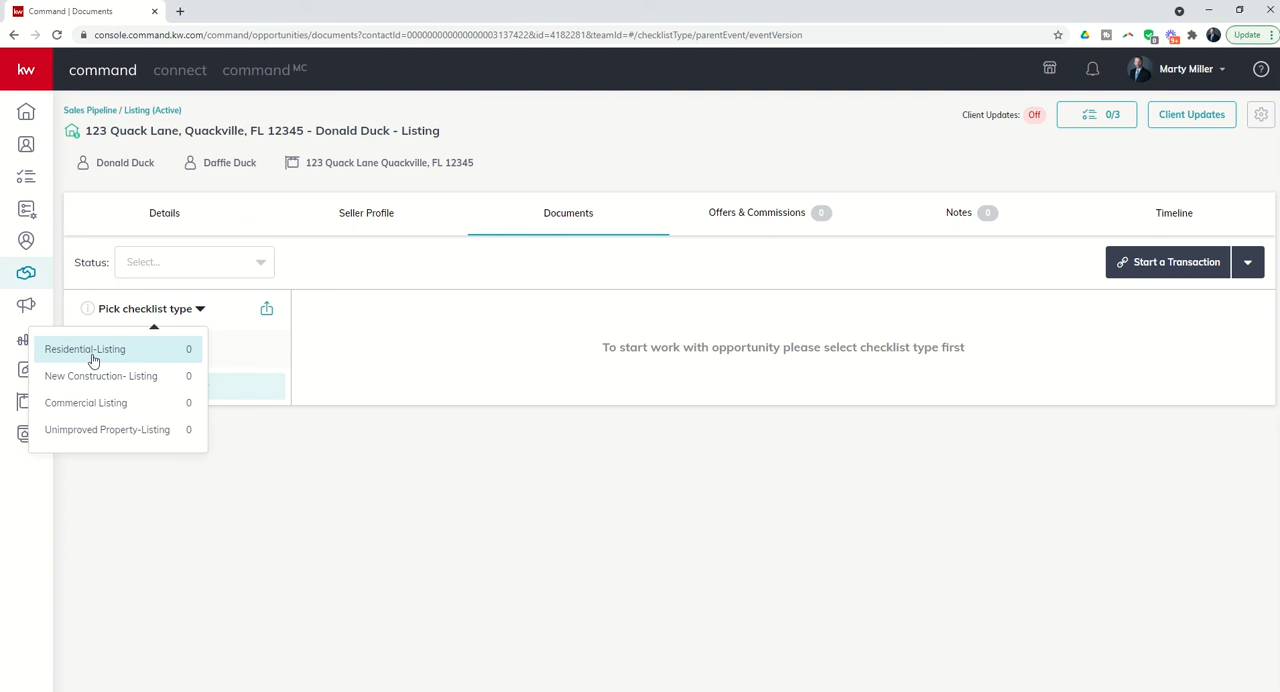 kw Command | Documents
console.command.kw.com/command/opportunities/documents?contactId=0000000000000000003137422&id=4182281&teamId=#/checklistType/parentEvent/eventVersion
Update
kw command connect command MC
Marty Miller
Sales Pipeline / Listing (Active)
123 Quack Lane, Quackville, FL 12345 - Donald Duck - Listing
Client Updates: Off
0/3
Client Updates
Donald Duck
Daffie Duck
123 Quack Lane Quackville, FL 12345
Details
Seller Profile
Documents
Offers & Commissions 0
Notes 0
Timeline
Status: Select...
Start a Transaction
Pick checklist type
Residential-Listing 0
New Construction- Listing 0
Commercial Listing 0
Unimproved Property-Listing 0
To start work with opportunity please select checklist type first